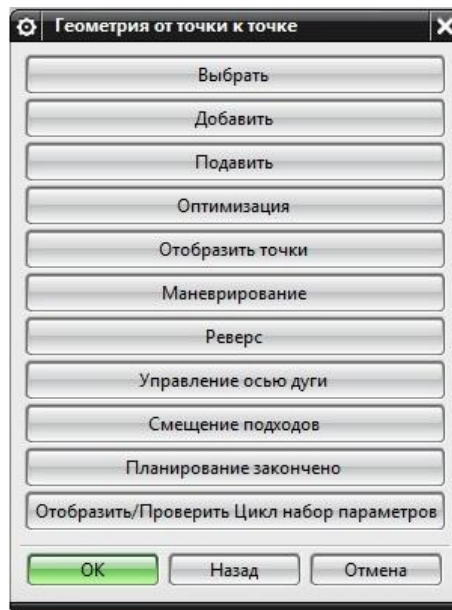 Геометрия от точки к точке
Выбрать
Добавить
Подавить
Оптимизация
Отобразить точки
Маневрирование
Реверс
Управление осью дуги
Смещение подходов
Планирование закончено
Отобразить/Проверить Цикл набор параметров
ОК Назад Отмена